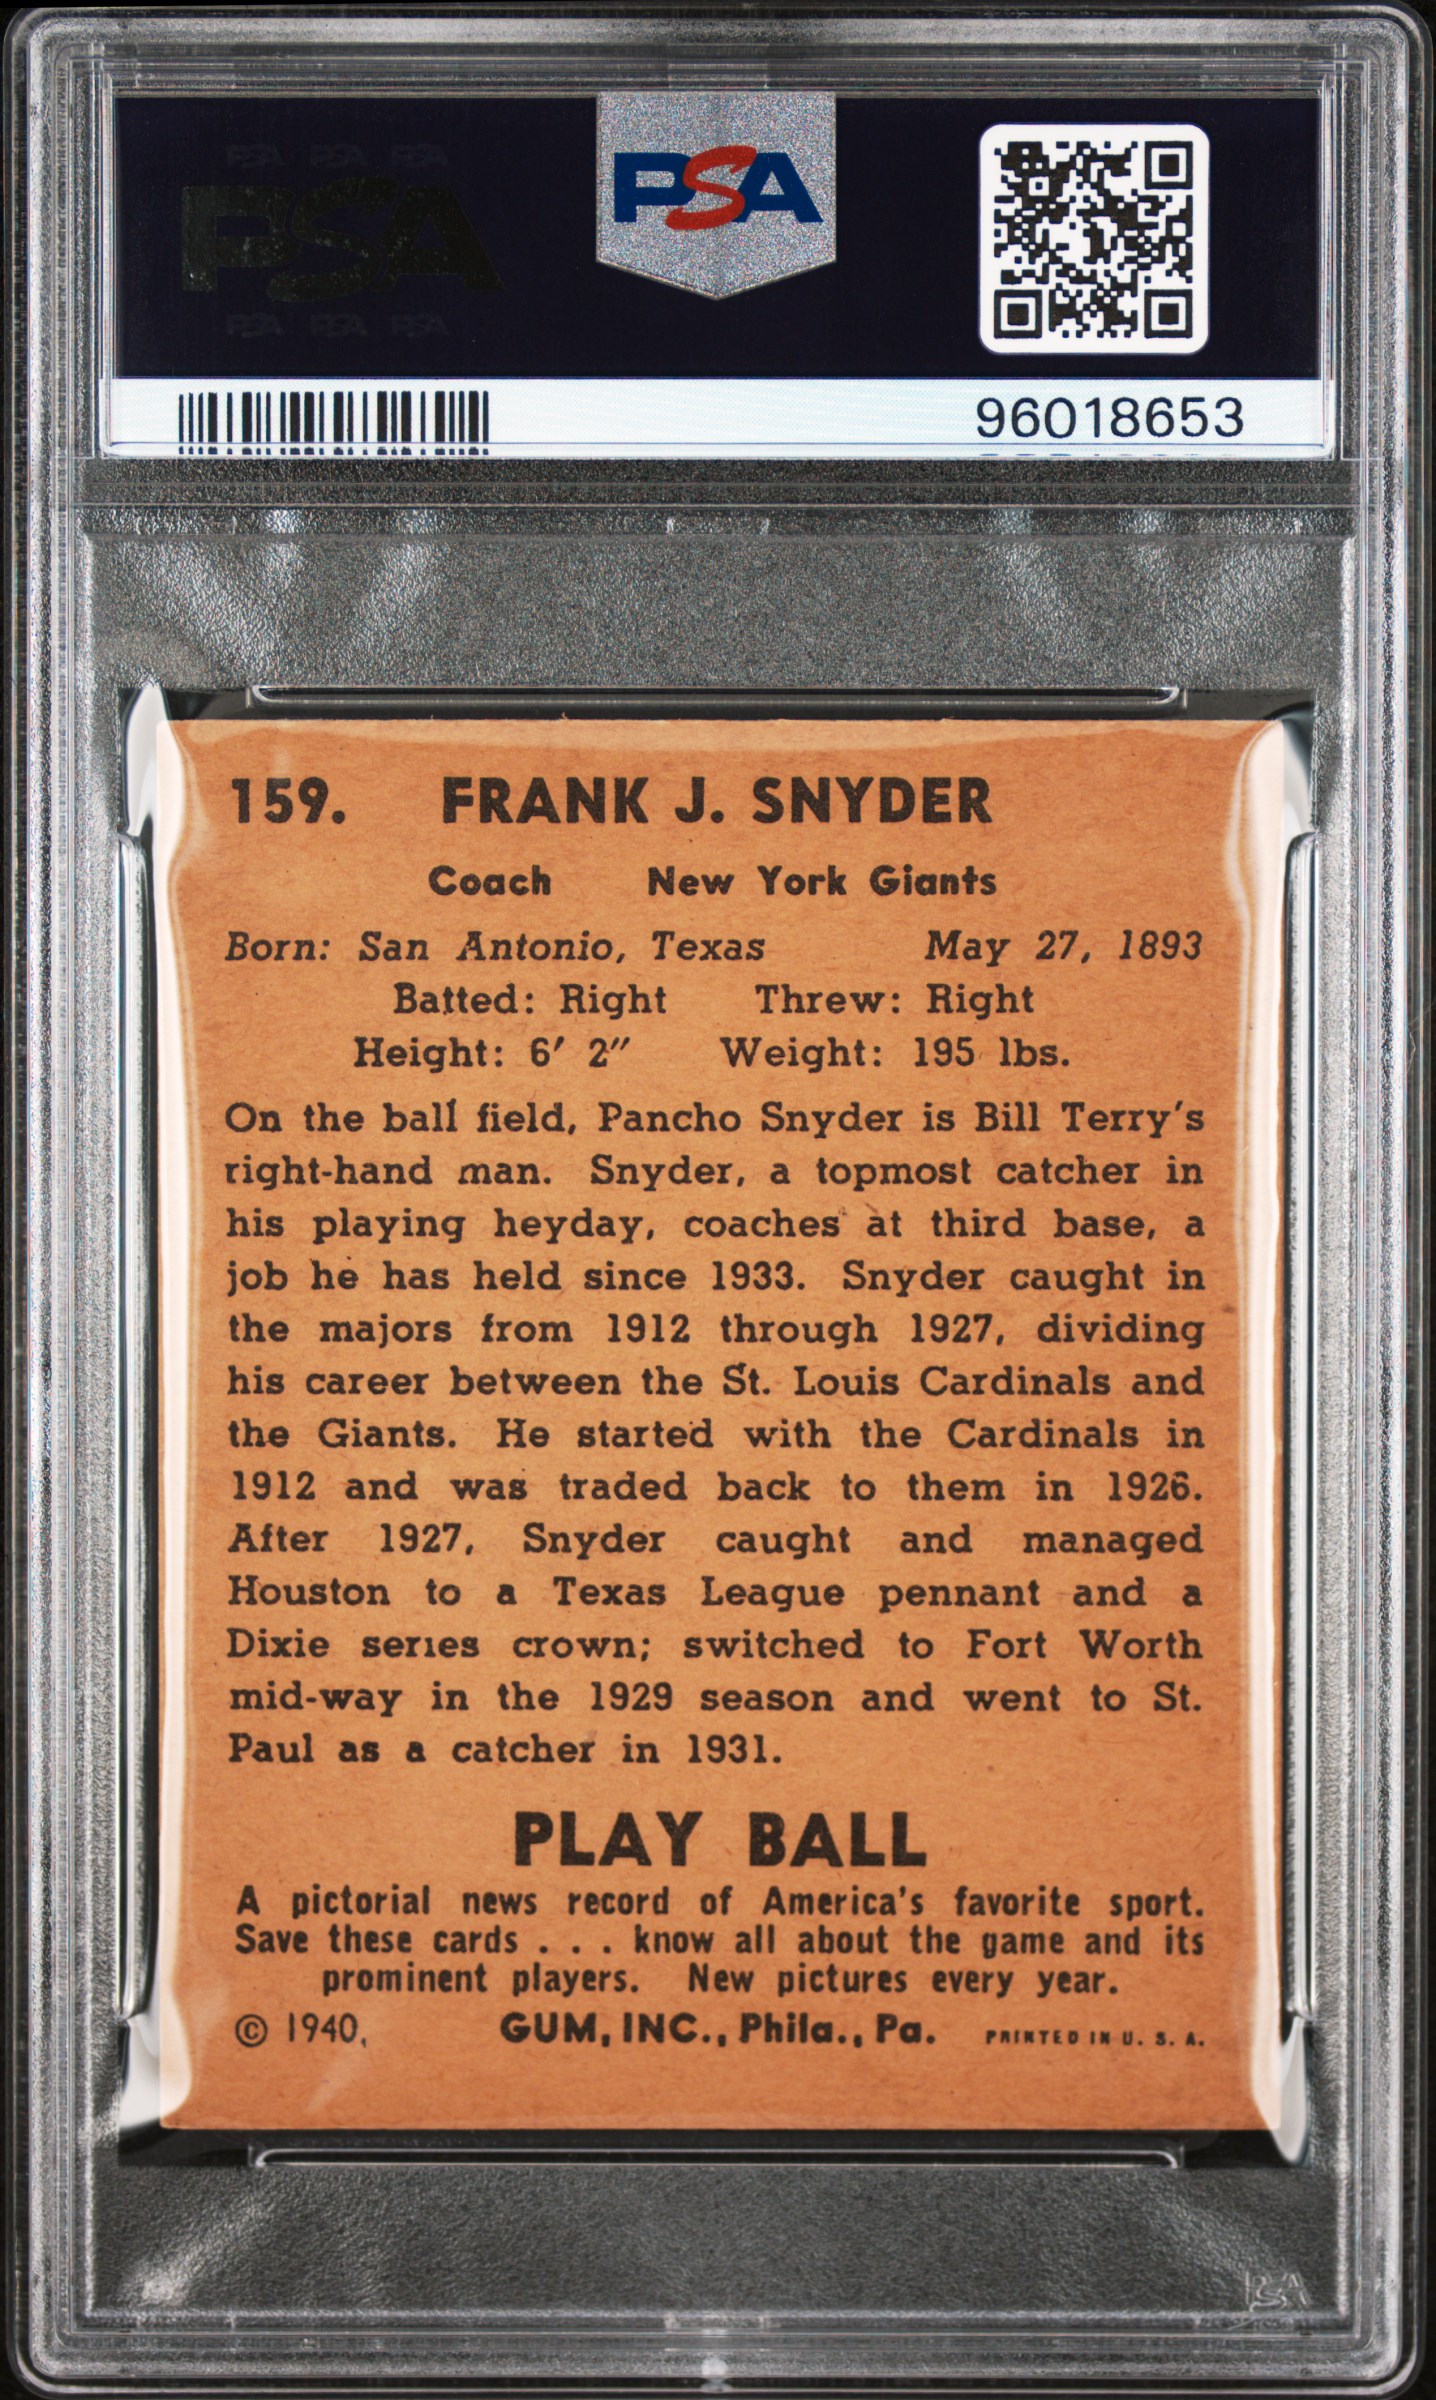 PSA PSA PSA
PSA
PSA PSA PSA
PSA
96018653
159. FRANK J. SNYDER
Coach New York Giants
Born: San Antonio, Texas May 27, 1893
Batted: Right Threw: Right
Height: 6′ 2″ Weight: 195 lbs.
On the ball field, Pancho Snyder is Bill Terry's
right-hand man. Snyder, a topmost catcher in
his playing heyday, coaches at third base, a
job he has held since 1933. Snyder caught in
the majors from 1912 through 1927, dividing
his career between the St. Louis Cardinals and
the Giants. He started with the Cardinals in
1912 and was traded back to them in 1926.
After 1927, Snyder caught and managed
Houston to a Texas League pennant and a
Dixie series crown; switched to Fort Worth
mid-way in the 1929 season and went to St.
Paul as a catcher in 1931.
PLAY BALL
A pictorial news record of America's favorite sport.
Save these cards . . . know all about the game and its
prominent players. New pictures every year.
© 1940, GUM, INC., Phila., Pa. PRINTED IN U. S. A.
PSA